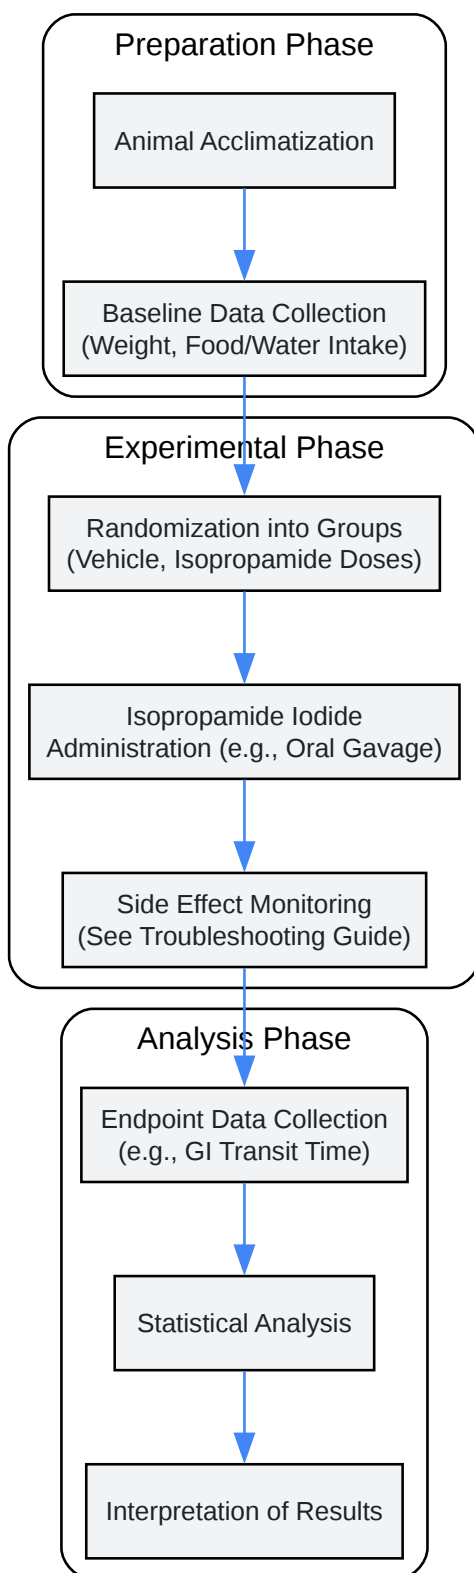 Preparation Phase
Animal Acclimatization
Baseline Data Collection
(Weight, Food/Water Intake)
Experimental Phase
Randomization into Groups
(Vehicle, Isopropamide Doses)
Isopropamide Iodide
Administration (e.g., Oral Gavage)
Side Effect Monitoring
(See Troubleshooting Guide)
Analysis Phase
Endpoint Data Collection
(e.g., GI Transit Time)
Statistical Analysis
Interpretation of Results